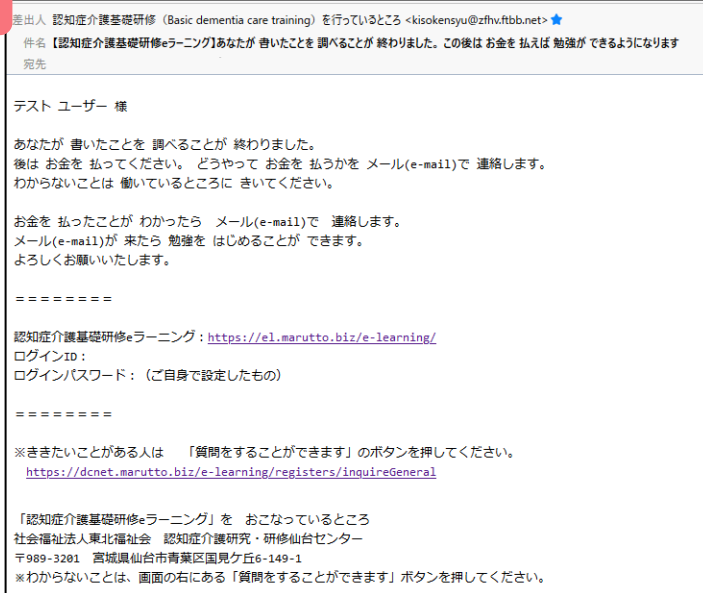 差出人 認知症介護基礎研修（Basic dementia care training）を行っているところ <kisokensyu@zfhv.ftbb.net>
件名 【認知症介護基礎研修eラーニング】あなたが 書いたことを 調べることが 終わりました。この後は お金を 払えば 勉強が できるようになります
宛先
テスト ユーザー 様
あなたが 書いたことを 調べることが 終わりました。
後は お金を 払ってください。 どうやって お金を 払うかを メール(e-mail)で 連絡します。
わからないことは 働いているところに きいてください。
お金を 払ったことが わかったら メール(e-mail)で 連絡します。
メール(e-mail)が 来たら 勉強を はじめることが できます。
よろしくお願いいたします。
＝＝＝＝＝＝＝＝
認知症介護基礎研修eラーニング：https://el.marutto.biz/e-learning/
ログインID：
ログインパスワード：（ご自身で設定したもの）
＝＝＝＝＝＝＝＝
※ききたいことがある人は 「質問をすることができます」のボタンを押してください。
https://dcnet.marutto.biz/e-learning/registers/inquireGeneral
「認知症介護基礎研修eラーニング」を おこなっているところ
社会福祉法人東北福祉会 認知症介護研究・研修仙台センター
〒989-3201 宮城県仙台市青葉区国見ケ丘6-149-1
※わからないことは、画面の右にある「質問をすることができます」ボタンを押してください。